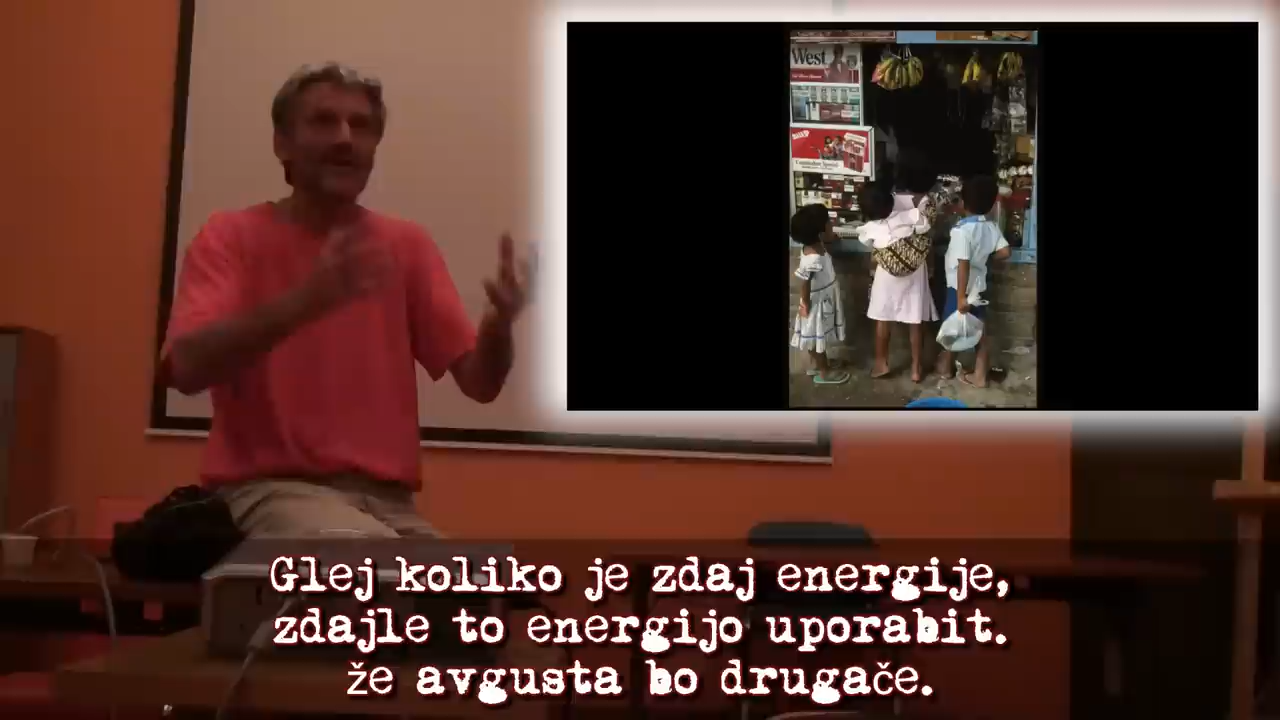 West
Glej koliko je zdaj energije,
zdajle to energijo uporabit.
že avgusta bo drugače.